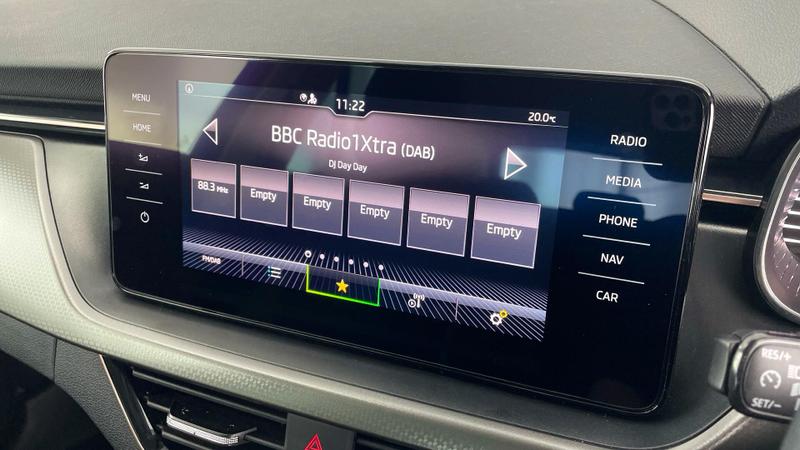 MENU
HOME
11:22
20.0°C
BBC Radio1Xtra (DAB)
DJ Day Day
88.3 MHz
Empty
Empty
Empty
Empty
Empty
FM/DAB
RADIO
MEDIA
PHONE
NAV
CAR
RES/+
SET/-